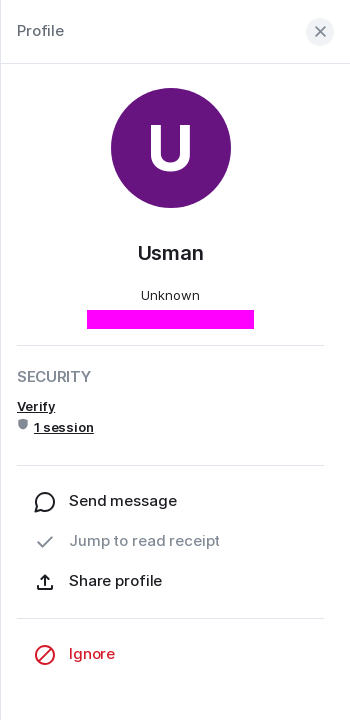 Profile
U
Usman
Unknown
SECURITY
Verify
1 session
Send message
Jump to read receipt
Share profile
Ignore